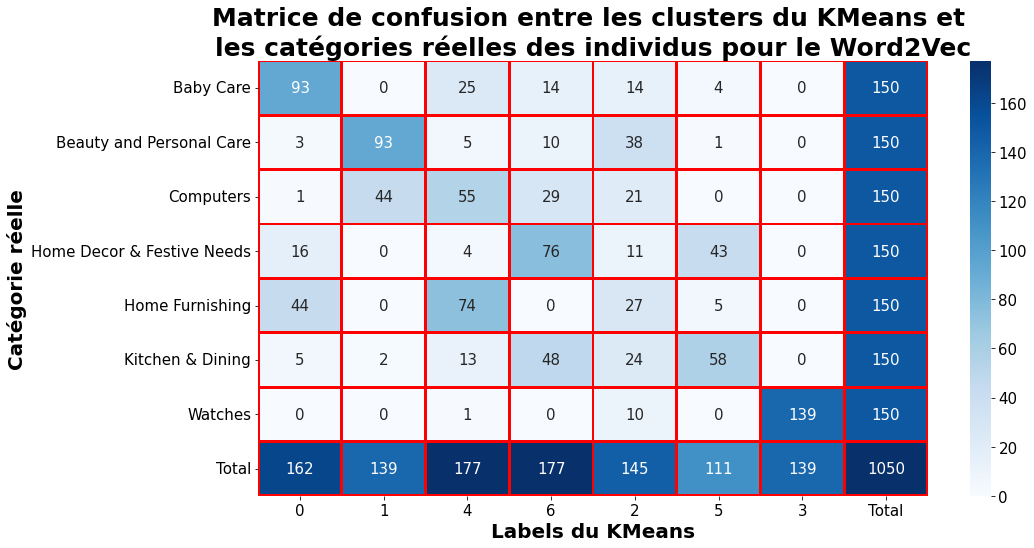 Matrice de confusion entre les clusters du KMeans et
les catégories réelles des individus pour le Word2Vec
Catégorie réelle
Baby Care 93 0 25 14 14 4 0 150
Beauty and Personal Care 3 93 5 10 38 1 0 150
Computers 1 44 55 29 21 0 0 150
Home Decor & Festive Needs 16 0 4 76 11 43 0 150
Home Furnishing 44 0 74 0 27 5 0 150
Kitchen & Dining 5 2 13 48 24 58 0 150
Watches 0 0 1 0 10 0 139 150
Total 162 139 177 177 145 111 139 1050
0 1 4 6 2 5 3 Total
Labels du KMeans
160
140
120
100
80
60
40
20
0